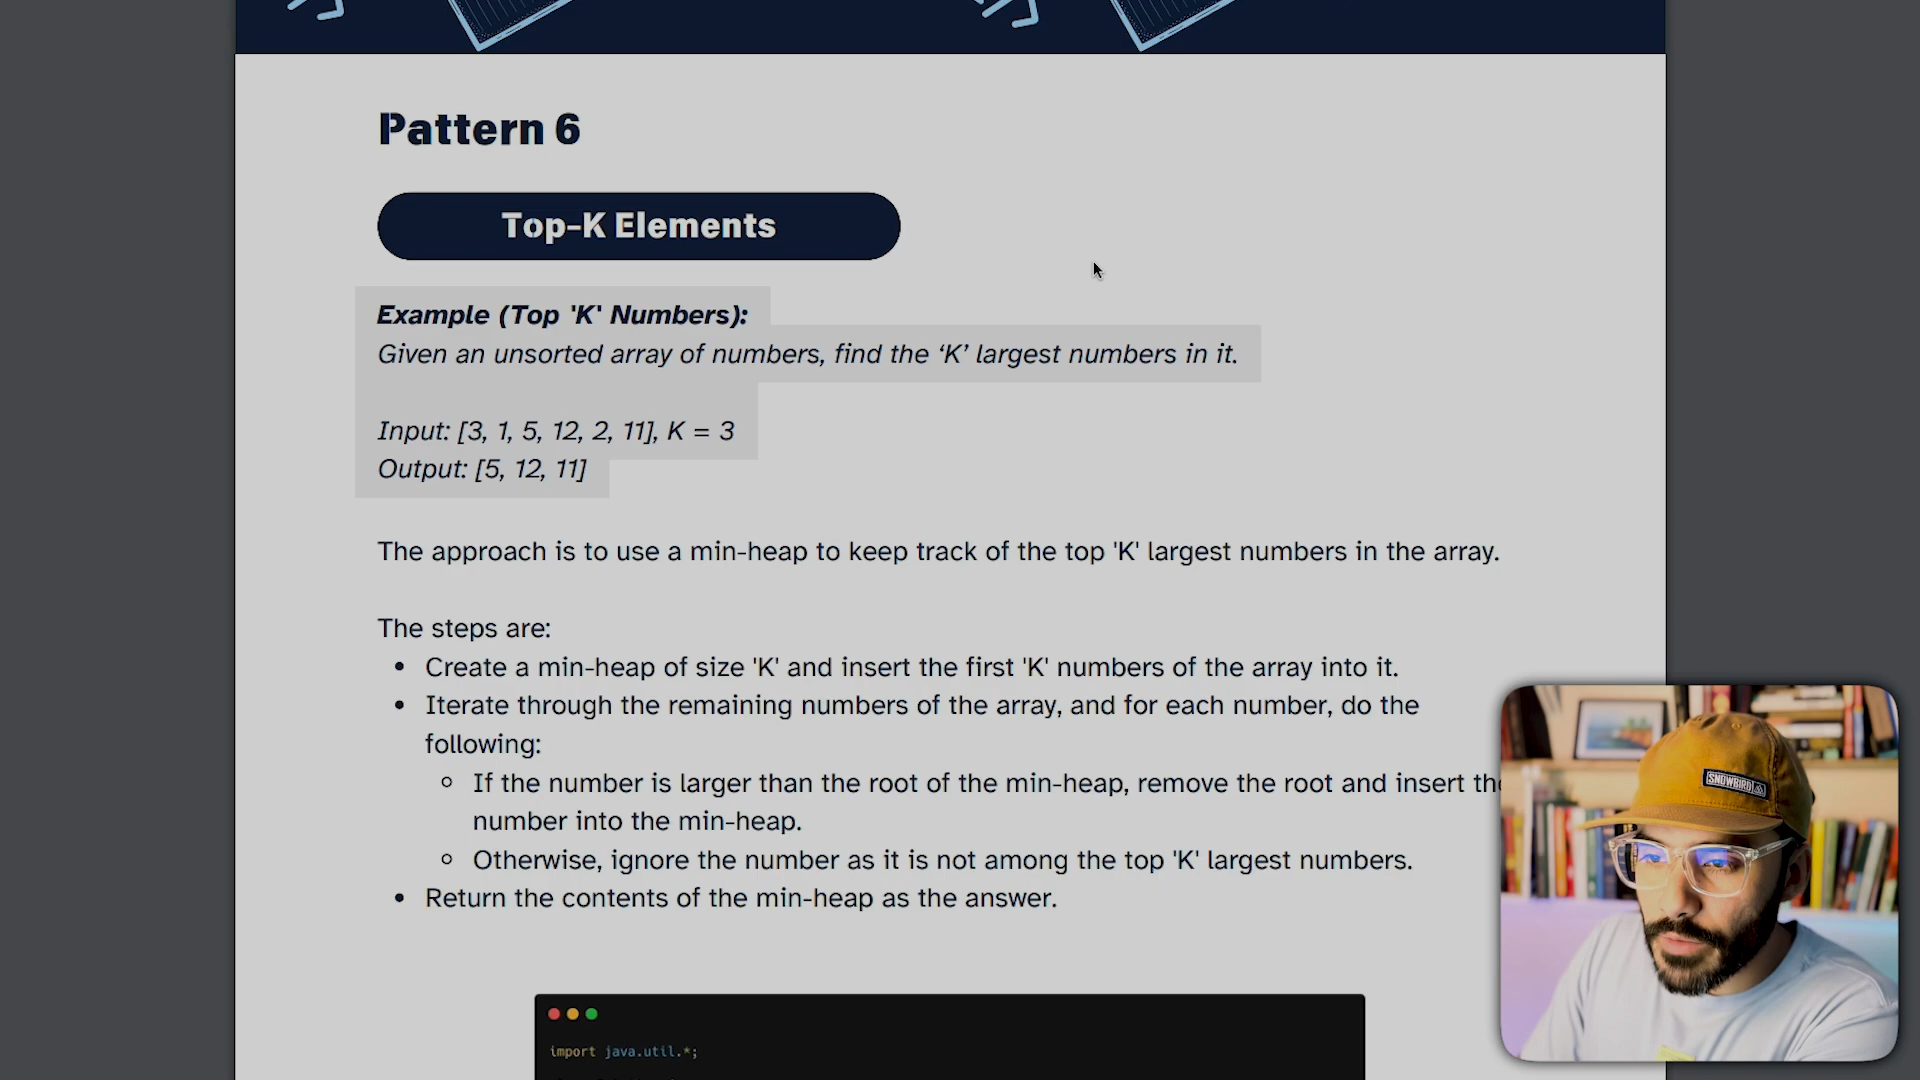 Pattern 6
Top-K Elements
Example (Top 'K' Numbers):
Given an unsorted array of numbers, find the ‘K’ largest numbers in it.
Input: [3, 1, 5, 12, 2, 11], K = 3
Output: [5, 12, 11]
The approach is to use a min-heap to keep track of the top 'K' largest numbers in the array.
The steps are:
• Create a min-heap of size 'K' and insert the first 'K' numbers of the array into it.
• Iterate through the remaining numbers of the array, and for each number, do the
following:
◦ If the number is larger than the root of the min-heap, remove the root and insert
number into the min-heap.
◦ Otherwise, ignore the number as it is not among the top 'K' largest numbers.
• Return the contents of the min-heap as the answer.
import java.util.*;
SNOWBIRD